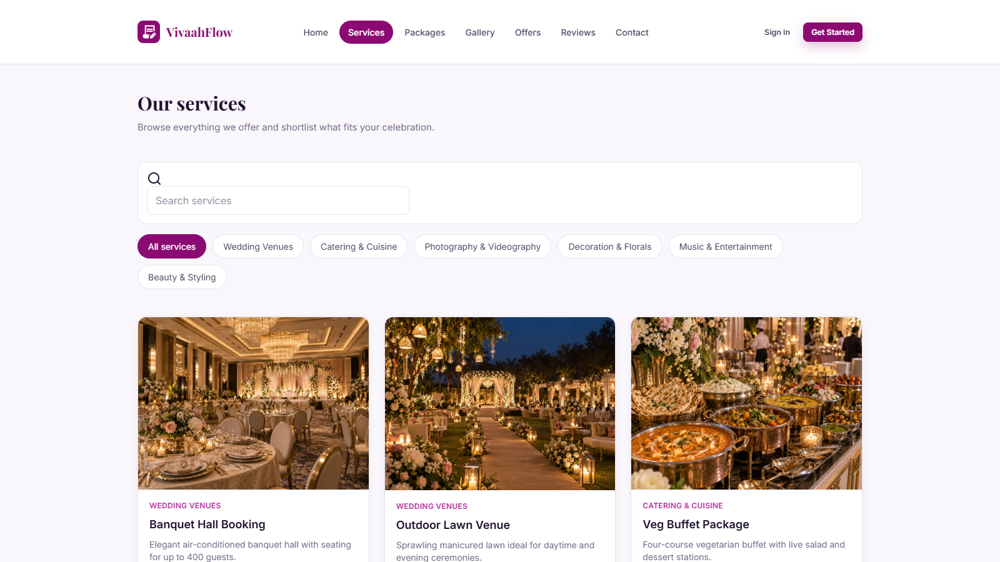 VivaahFlow
Home
Services
Packages
Gallery
Offers
Reviews
Contact
Sign In
Get Started
Our services
Browse everything we offer and shortlist what fits your celebration.
Search services
All services
Wedding Venues
Catering & Cuisine
Photography & Videography
Decoration & Florals
Music & Entertainment
Beauty & Styling
WEDDING VENUES
Banquet Hall Booking
Elegant air-conditioned banquet hall with seating
for up to 400 guests.
WEDDING VENUES
Outdoor Lawn Venue
Sprawling manicured lawn ideal for daytime and
evening ceremonies.
CATERING & CUISINE
Veg Buffet Package
Four-course vegetarian buffet with live salad and
dessert stations.